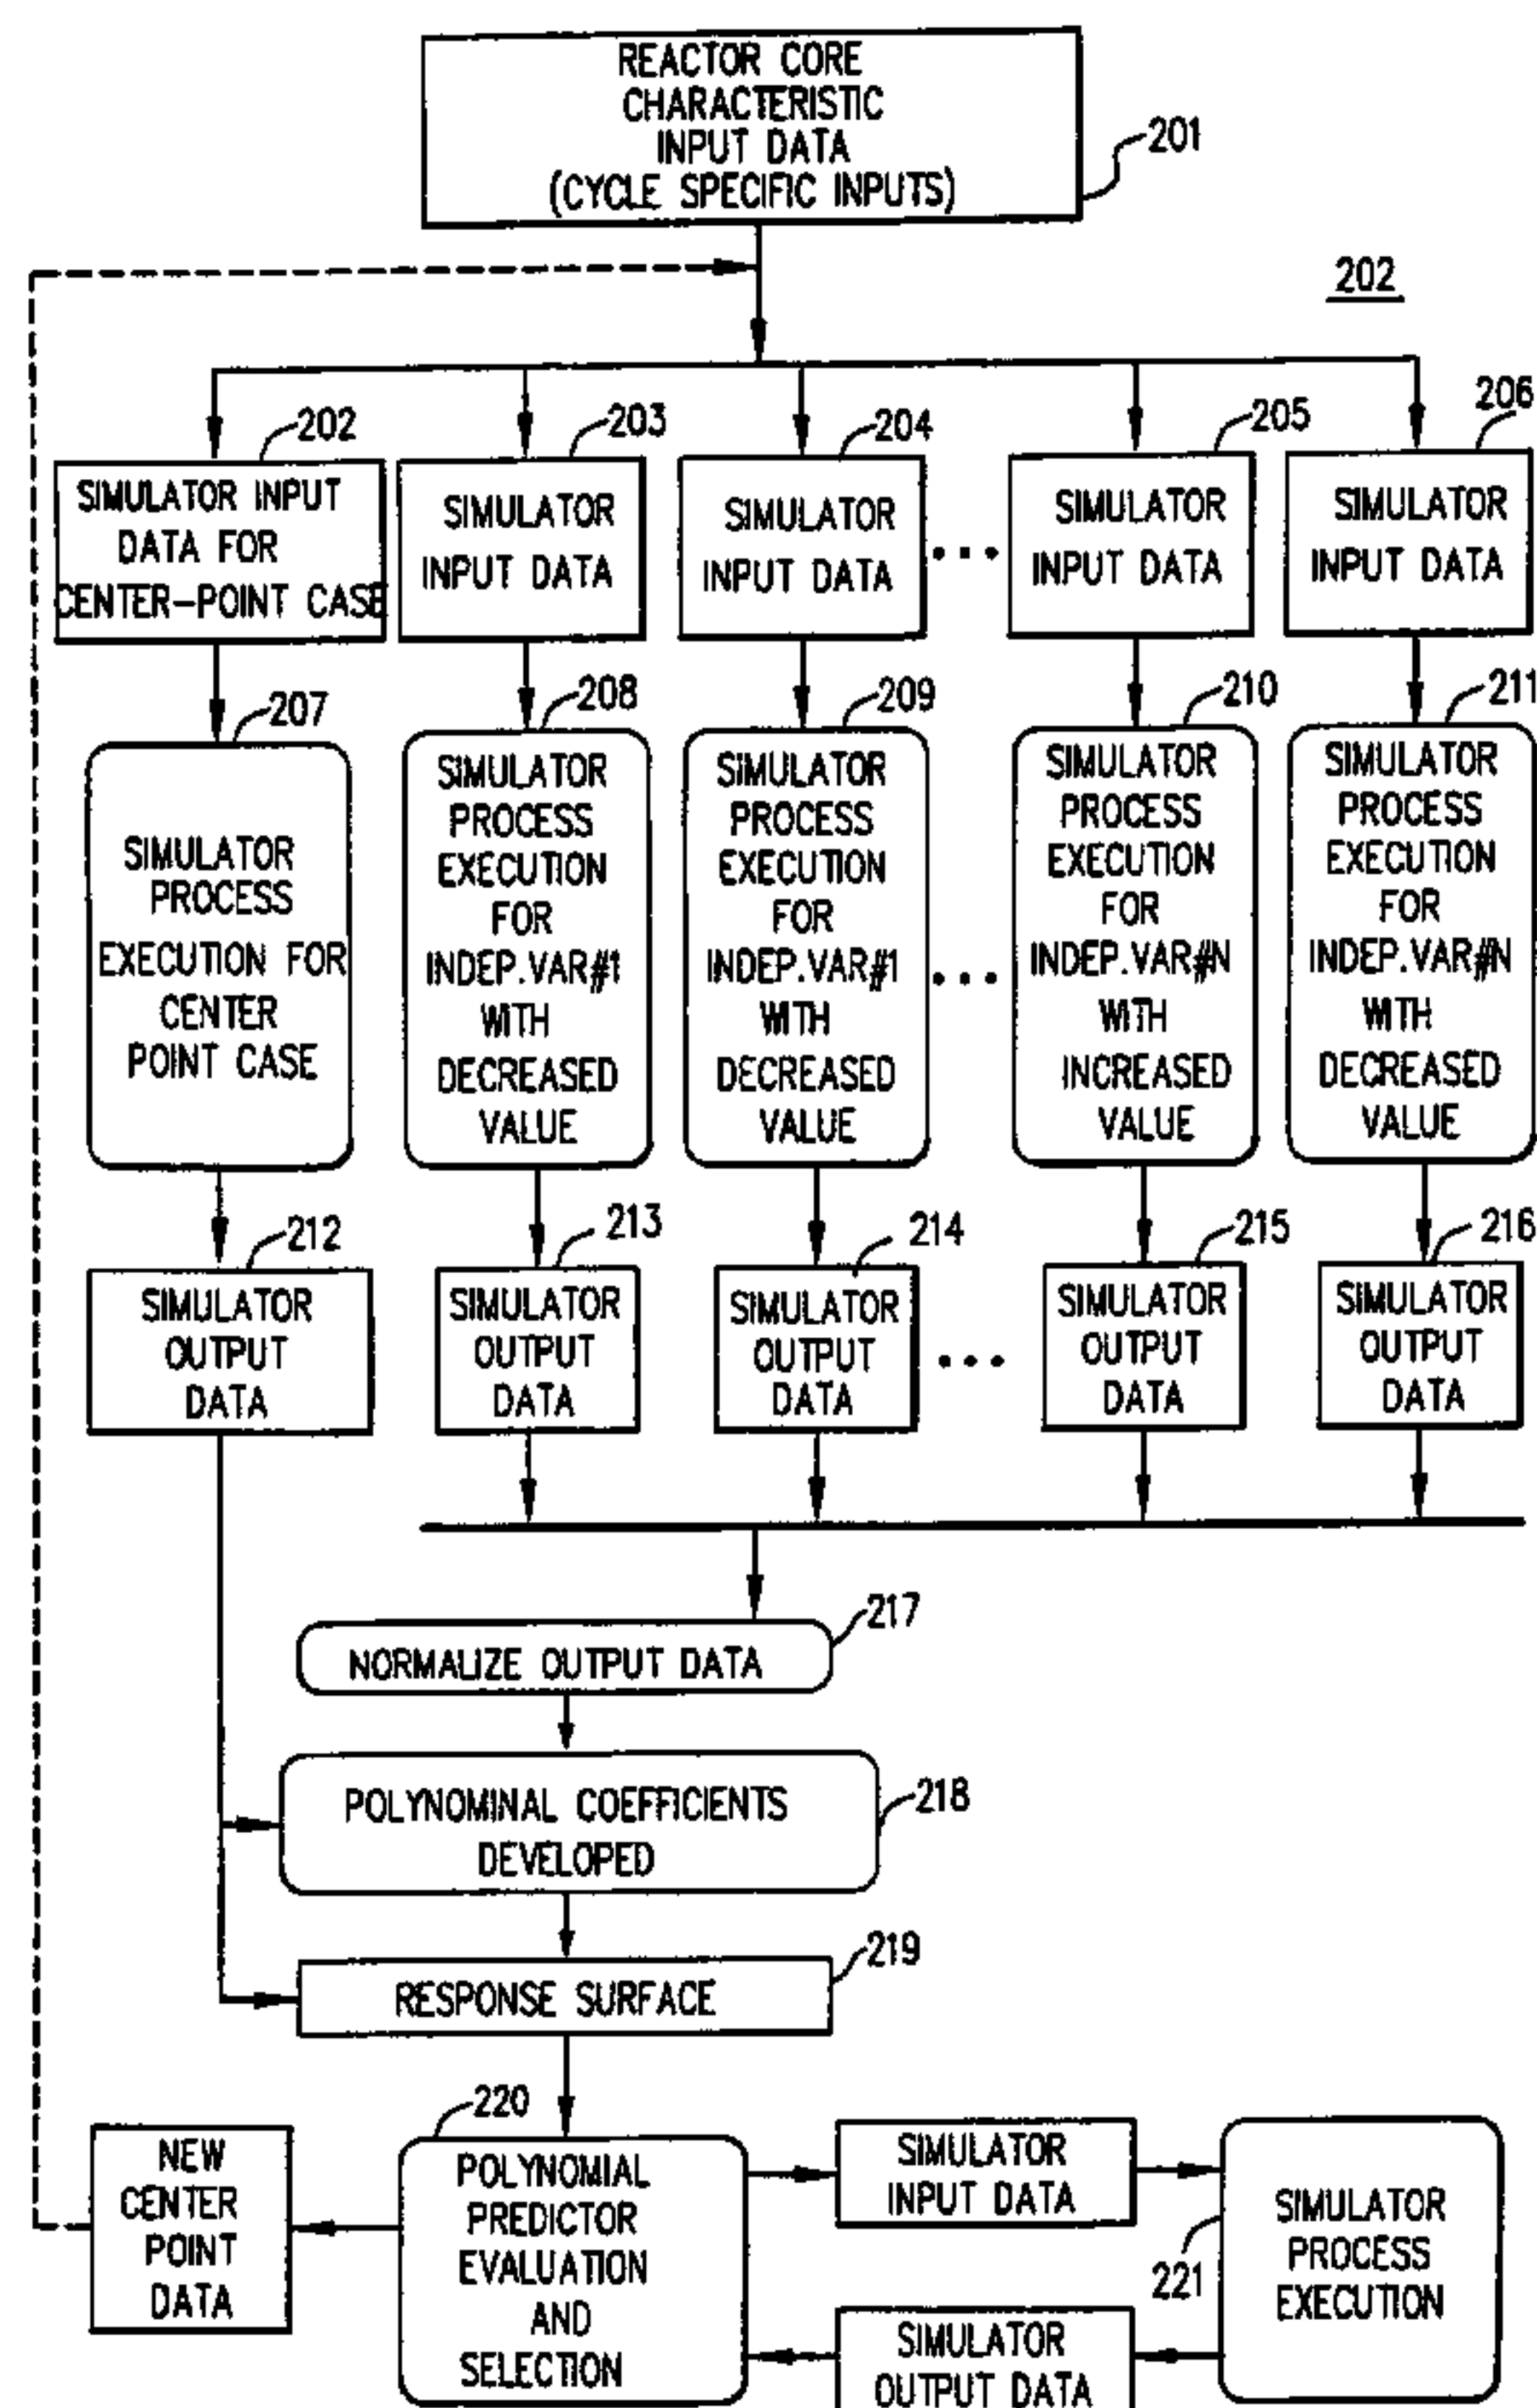 REACTOR CORE
CHARACTERISTIC
INPUT DATA
(CYCLE SPECIFIC INPUTS)
201
202
202
203
204
205
206
SIMULATOR INPUT
DATA FOR
CENTER-POINT CASE
SIMULATOR
INPUT DATA
SIMULATOR
INPUT DATA
...
SIMULATOR
INPUT DATA
SIMULATOR
INPUT DATA
207
208
209
210
211
SIMULATOR
PROCESS
EXECUTION FOR
CENTER
POINT CASE
SIMULATOR
PROCESS
EXECUTION
FOR
INDEP.VAR#1
WITH
DECREASED
VALUE
SIMULATOR
PROCESS
EXECUTION
FOR
INDEP.VAR#1
WITH
DECREASED
VALUE
...
SIMULATOR
PROCESS
EXECUTION
FOR
INDEP.VAR#N
WITH
INCREASED
VALUE
SIMULATOR
PROCESS
EXECUTION
FOR
INDEP.VAR#N
WITH
DECREASED
VALUE
212
213
214
215
216
SIMULATOR
OUTPUT
DATA
SIMULATOR
OUTPUT
DATA
SIMULATOR
OUTPUT
DATA
...
SIMULATOR
OUTPUT
DATA
SIMULATOR
OUTPUT
DATA
217
NORMALIZE OUTPUT DATA
218
POLYNOMINAL COEFFICIENTS
DEVELOPED
219
RESPONSE SURFACE
220
NEW
CENTER
POINT
DATA
POLYNOMIAL
PREDICTOR
EVALUATION
AND
SELECTION
SIMULATOR
INPUT DATA
221
SIMULATOR
PROCESS
EXECUTION
SIMULATOR
OUTPUT DATA